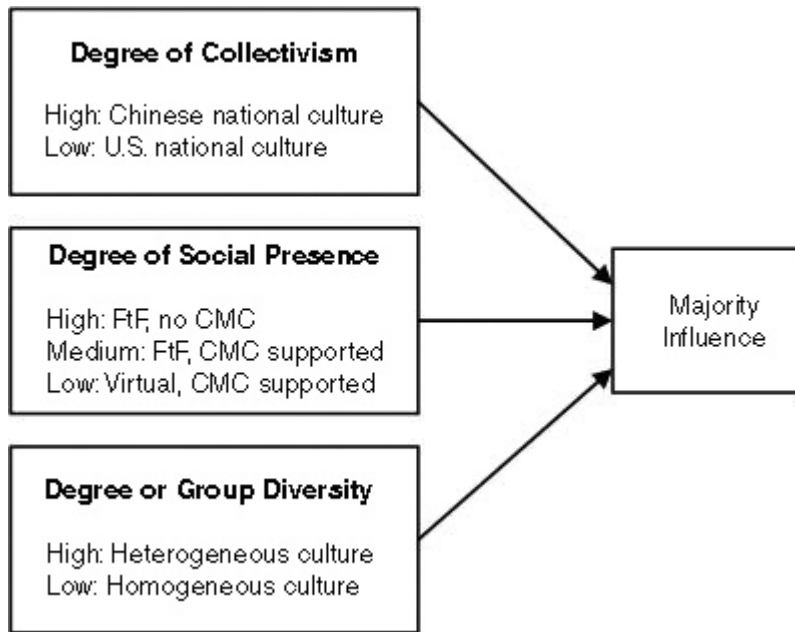 Degree of Collectivism
High: Chinese national culture
Low: U.S. national culture
Degree of Social Presence
High: FtF, no CMC
Medium: FtF, CMC supported
Low: Virtual, CMC supported
Degree or Group Diversity
High: Heterogeneous culture
Low: Homogeneous culture
Majority
Influence